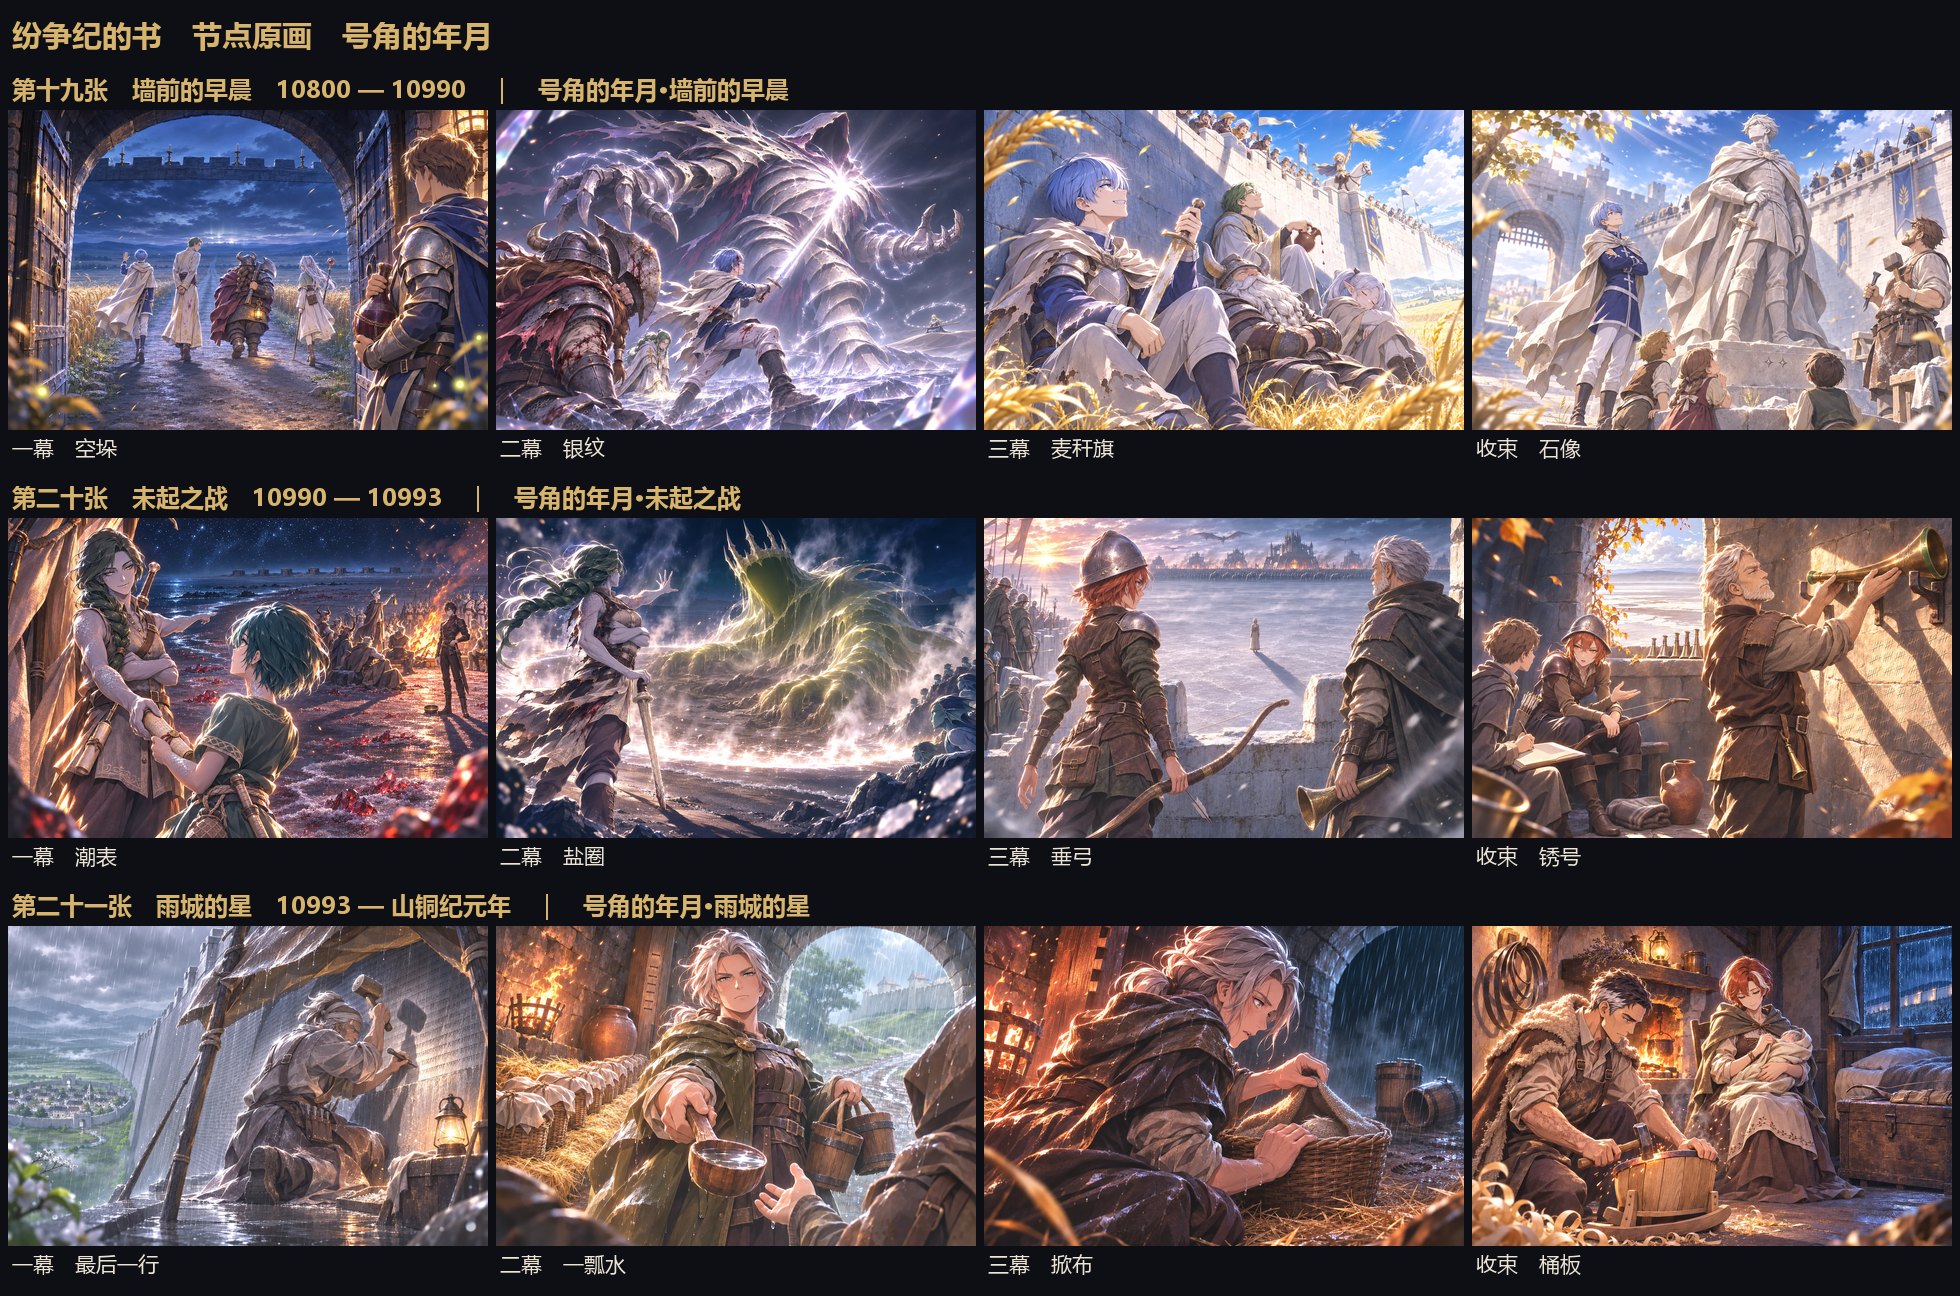 纷争纪的书　节点原画　号角的年月
第十九张　墙前的早晨　10800 — 10990　｜　号角的年月·墙前的早晨
一幕　空垛
二幕　银纹
三幕　麦秆旗
收束　石像
第二十张　未起之战　10990 — 10993　｜　号角的年月·未起之战
一幕　潮表
二幕　盐圈
三幕　垂弓
收束　锈号
第二十一张　雨城的星　10993 — 山铜纪元年　｜　号角的年月·雨城的星
一幕　最后一行
二幕　一瓢水
三幕　掀布
收束　桶板